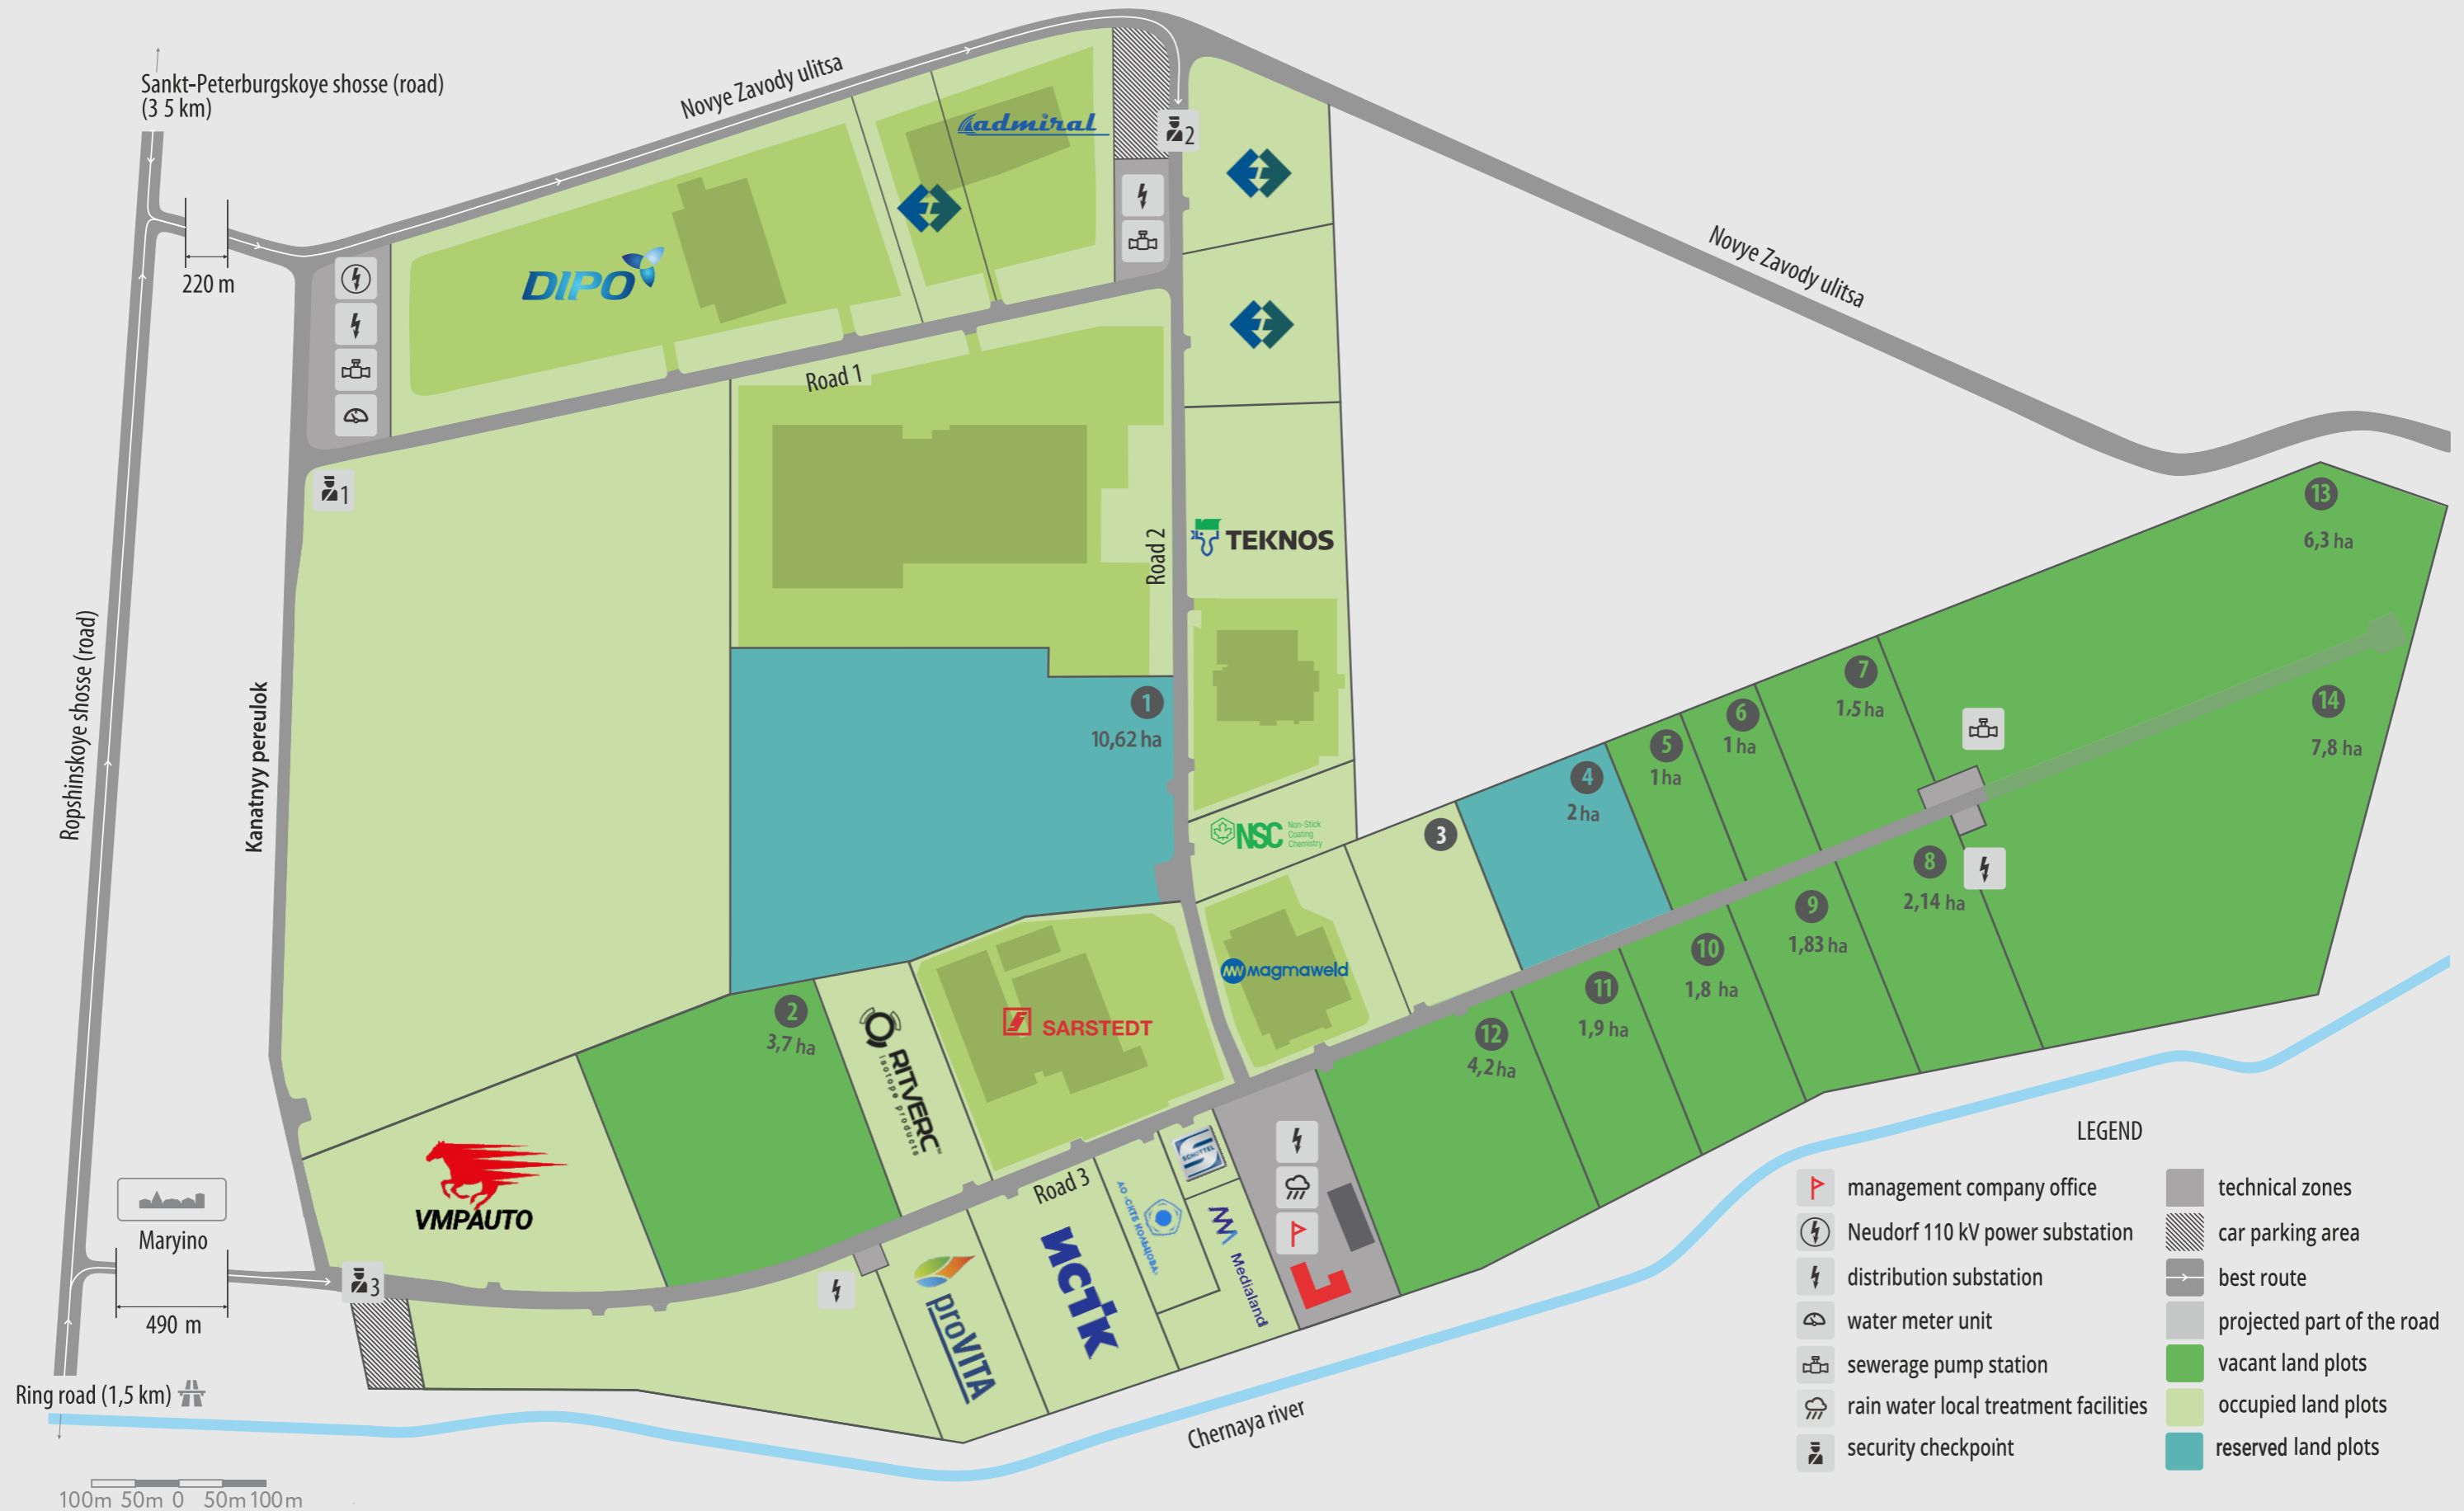 Sankt-Peterburgskoye shosse (road)
(3 5 km)
Novye Zavody ulitsa
admiral
2
220 m
DIPO
Novye Zavody ulitsa
Road 1
1
Road 2
TEKNOS
13
6,3 ha
Ropshinskoye shosse (road)
Kanatnyy pereulok
1
10,62 ha
7
1,5 ha
6
1 ha
5
1 ha
4
2 ha
14
7,8 ha
NSC
Non-Stick
Coating
Chemistry
3
8
2,14 ha
9
1,83 ha
10
1,8 ha
11
1,9 ha
12
4,2 ha
magmaweld
2
3,7 ha
RITVERC
isotope products
SARSTEDT
VMPAUTO
Road 3
SCHOTTEL
АО «СКТБ КОЛЬЦОВА»
Medialand
ИСТІК
proVITA
Maryino
3
490 m
Ring road (1,5 km)
Chernaya river
100m 50m 0 50m 100m
LEGEND
management company office
Neudorf 110 kV power substation
distribution substation
water meter unit
sewerage pump station
rain water local treatment facilities
security checkpoint
technical zones
car parking area
best route
projected part of the road
vacant land plots
occupied land plots
reserved land plots